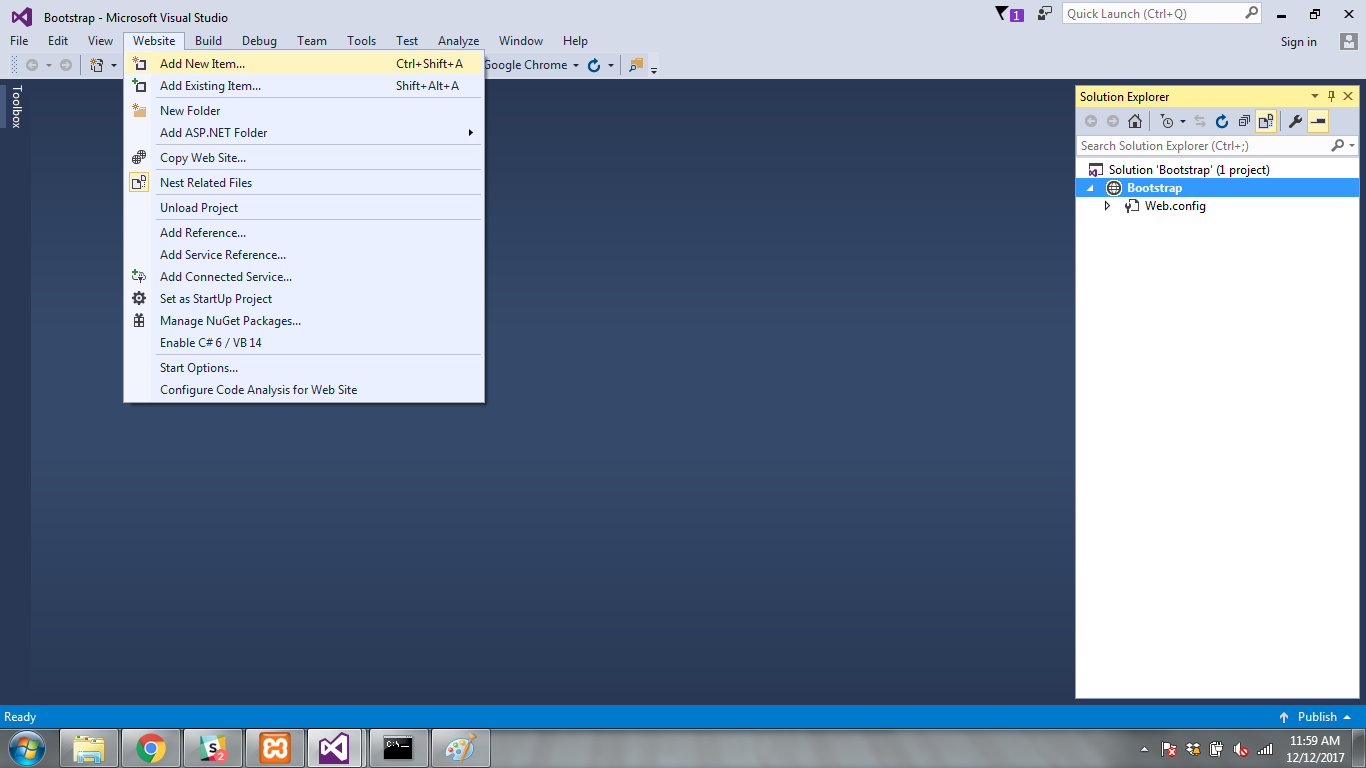 Bootstrap - Microsoft Visual Studio
1
Quick Launch (Ctrl+Q)
File Edit View Website Build Debug Team Tools Test Analyze Window Help
Sign in
Google Chrome
Toolbox
Add New Item... Ctrl+Shift+A
Add Existing Item... Shift+Alt+A
New Folder
Add ASP.NET Folder
Copy Web Site...
Nest Related Files
Unload Project
Add Reference...
Add Service Reference...
Add Connected Service...
Set as StartUp Project
Manage NuGet Packages...
Enable C# 6 / VB 14
Start Options...
Configure Code Analysis for Web Site
Solution Explorer
Search Solution Explorer (Ctrl+;)
Solution 'Bootstrap' (1 project)
Bootstrap
Web.config
Ready
Publish
S 2
C:\
11:59 AM
12/12/2017